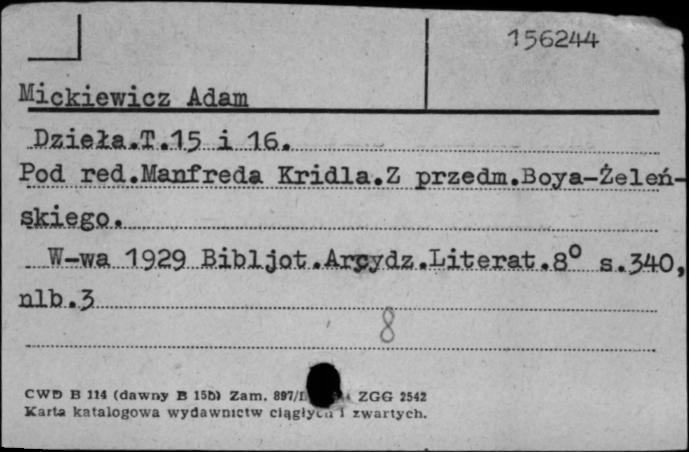 156244
Mickiewicz Adam
Dzieła.T.15 i 16.
Pod red.Manfreda Kridla.Z przedm.Boya-Żeleń-
skiego.
W-wa 1929 Bibljot.Arcydz.Literat.8° s.340,
nlb.3
8
CWD B 114 (dawny B 15b) Zam. 897/ ZGG 2542
Karta katalogowa wydawnictw ciągłych i zwartych.